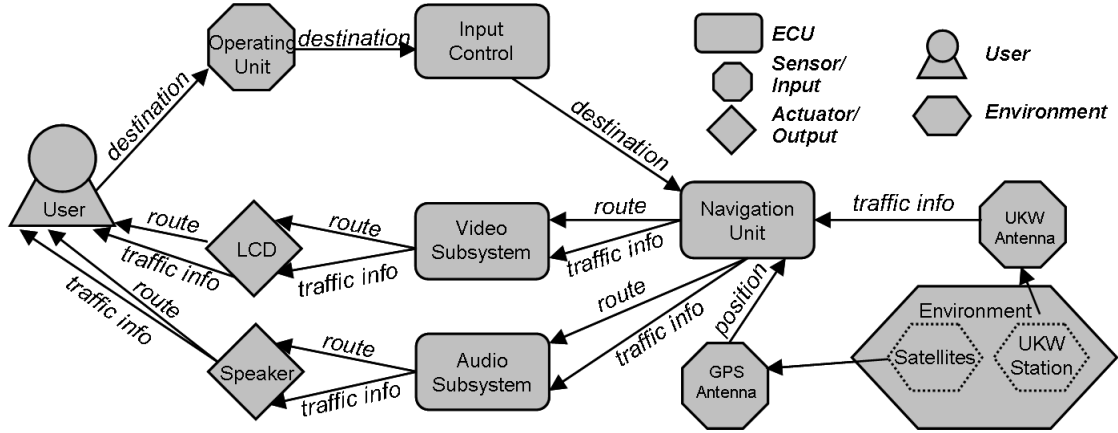 Operating
Unit
destination
Input
Control
ECU
Sensor/
Input
Actuator/
Output
User
Environment
destination
destination
User
route
traffic info
LCD
route
traffic info
Video
Subsystem
route
traffic info
Navigation
Unit
traffic info
UKW
Antenna
route
traffic info
Speaker
route
traffic info
Audio
Subsystem
route
traffic info
position
GPS
Antenna
Environment
Satellites
UKW
Station